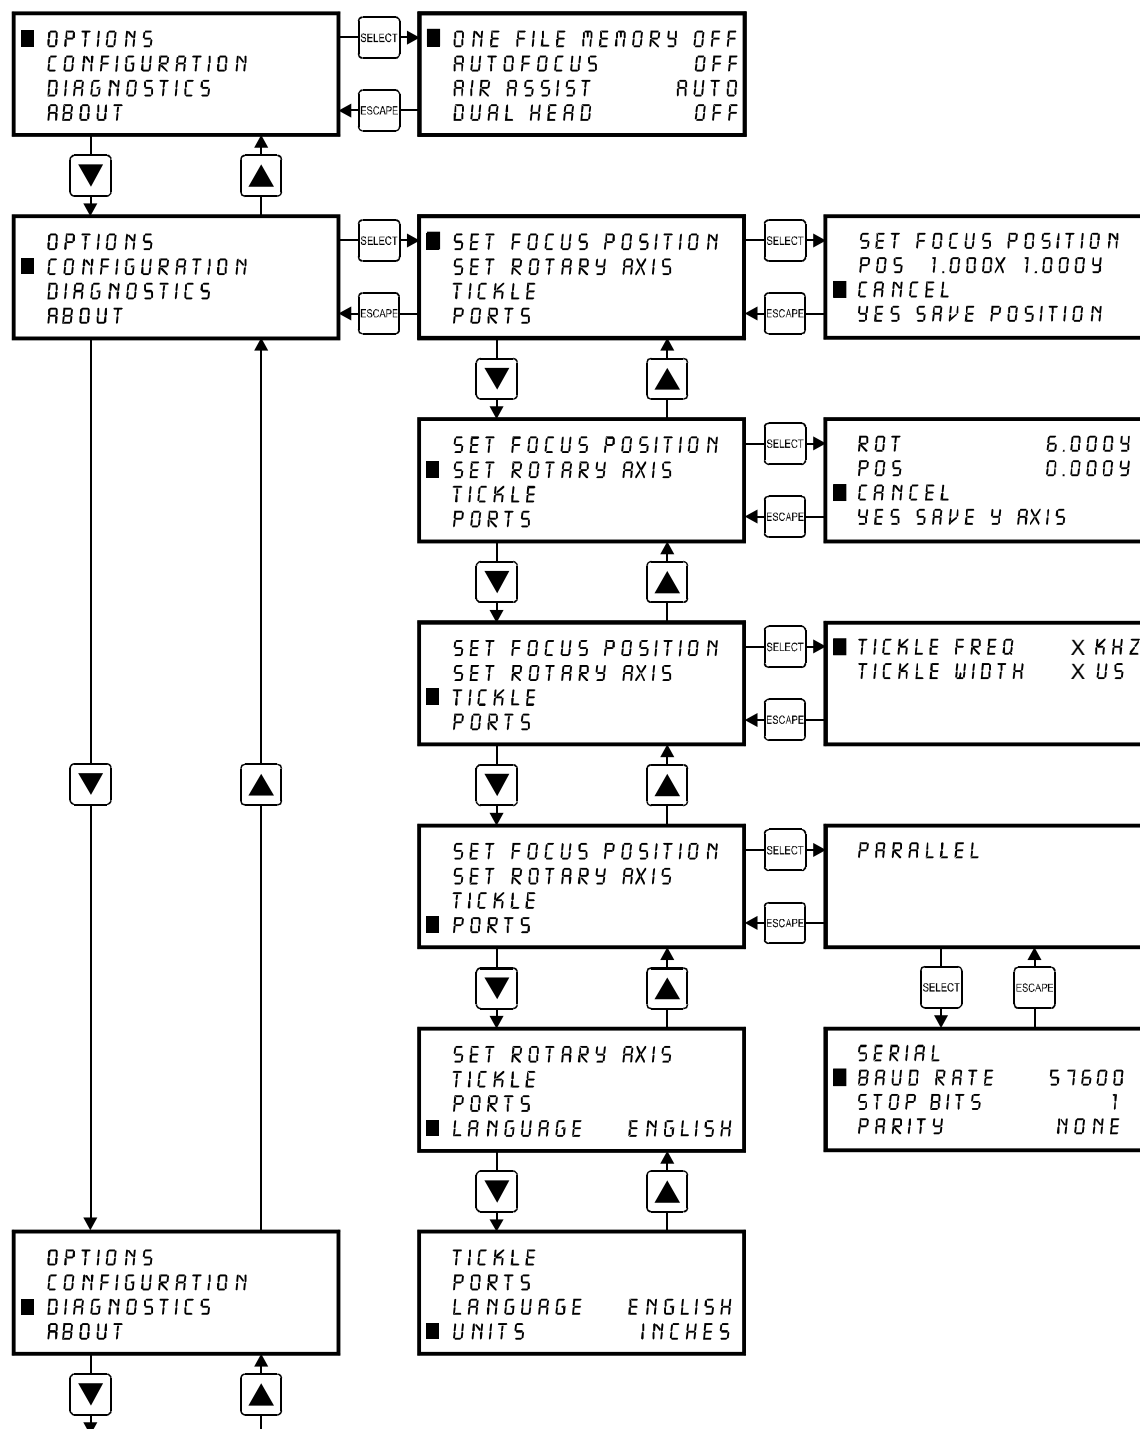 OPTIONS
CONFIGURATION
DIAGNOSTICS
ABOUT
SELECT
ESCAPE
ONE FILE MEMORY OFF
AUTOFOCUS OFF
AIR ASSIST AUTO
DUAL HEAD OFF
OPTIONS
CONFIGURATION
DIAGNOSTICS
ABOUT
SELECT
ESCAPE
SET FOCUS POSITION
SET ROTARY AXIS
TICKLE
PORTS
SELECT
ESCAPE
SET FOCUS POSITION
POS 1.000X 1.000Y
CANCEL
YES SAVE POSITION
SET FOCUS POSITION
SET ROTARY AXIS
TICKLE
PORTS
SELECT
ESCAPE
ROT 6.000Y
POS 0.000Y
CANCEL
YES SAVE Y AXIS
SET FOCUS POSITION
SET ROTARY AXIS
TICKLE
PORTS
SELECT
ESCAPE
TICKLE FREQ X KHZ
TICKLE WIDTH X US
SET FOCUS POSITION
SET ROTARY AXIS
TICKLE
PORTS
SELECT
ESCAPE
PARALLEL
SELECT
ESCAPE
SET ROTARY AXIS
TICKLE
PORTS
LANGUAGE ENGLISH
SERIAL
BAUD RATE 57600
STOP BITS 1
PARITY NONE
OPTIONS
CONFIGURATION
DIAGNOSTICS
ABOUT
TICKLE
PORTS
LANGUAGE ENGLISH
UNITS INCHES